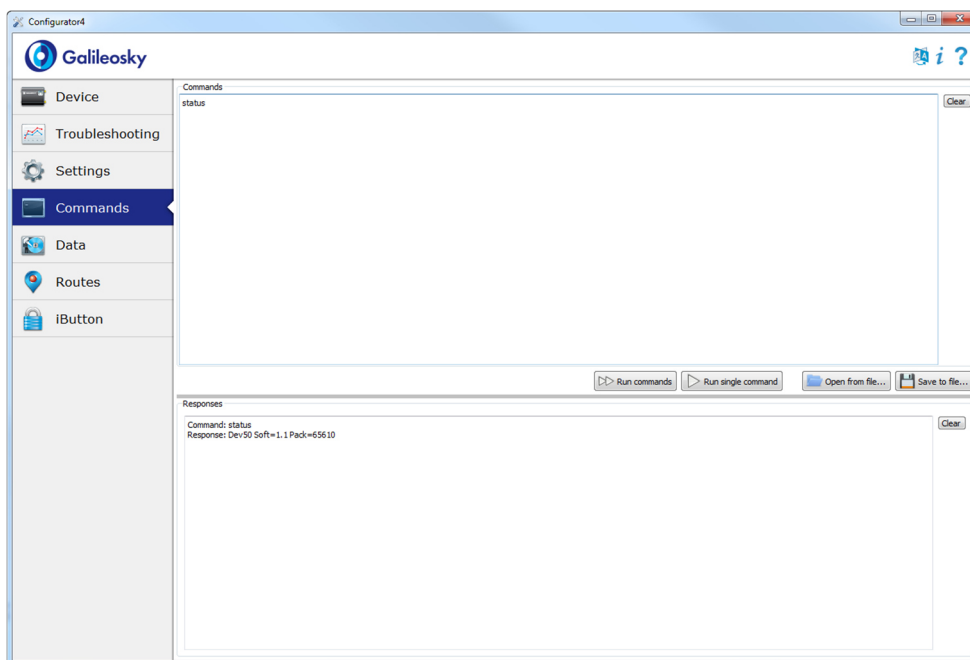 Configurator4
Galileosky
i ?
Device
Troubleshooting
Settings
Commands
Data
Routes
iButton
Commands
status
Clear
Run commands
Run single command
Open from file...
Save to file...
Responses
Command: status
Response: Dev50 Soft=1.1 Pack=65610
Clear